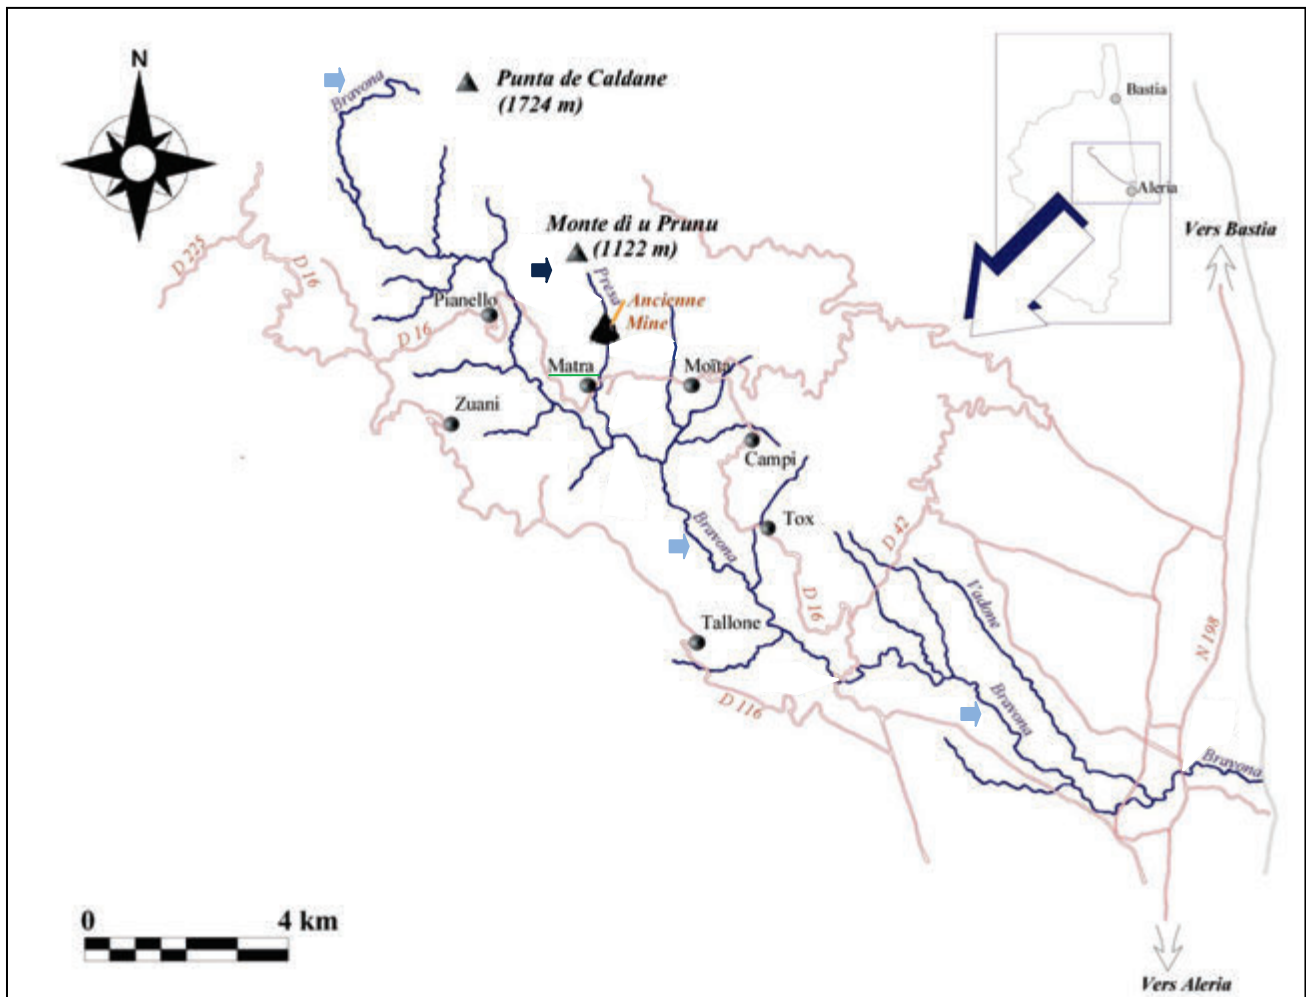 N
Bravona
Punta de Caldane
(1724 m)
Bastia
Aleria
Vers Bastia
Monte di u Prunu
(1122 m)
D 225
D 16
Presa
Ancienne
Mine
Pianello
D 16
Matra
Moïta
Zuani
Campi
Tox
Bravona
D 42
D 16
Vadone
Tallone
N 198
D 116
Bravona
Bravona
0 4 km
Vers Aleria